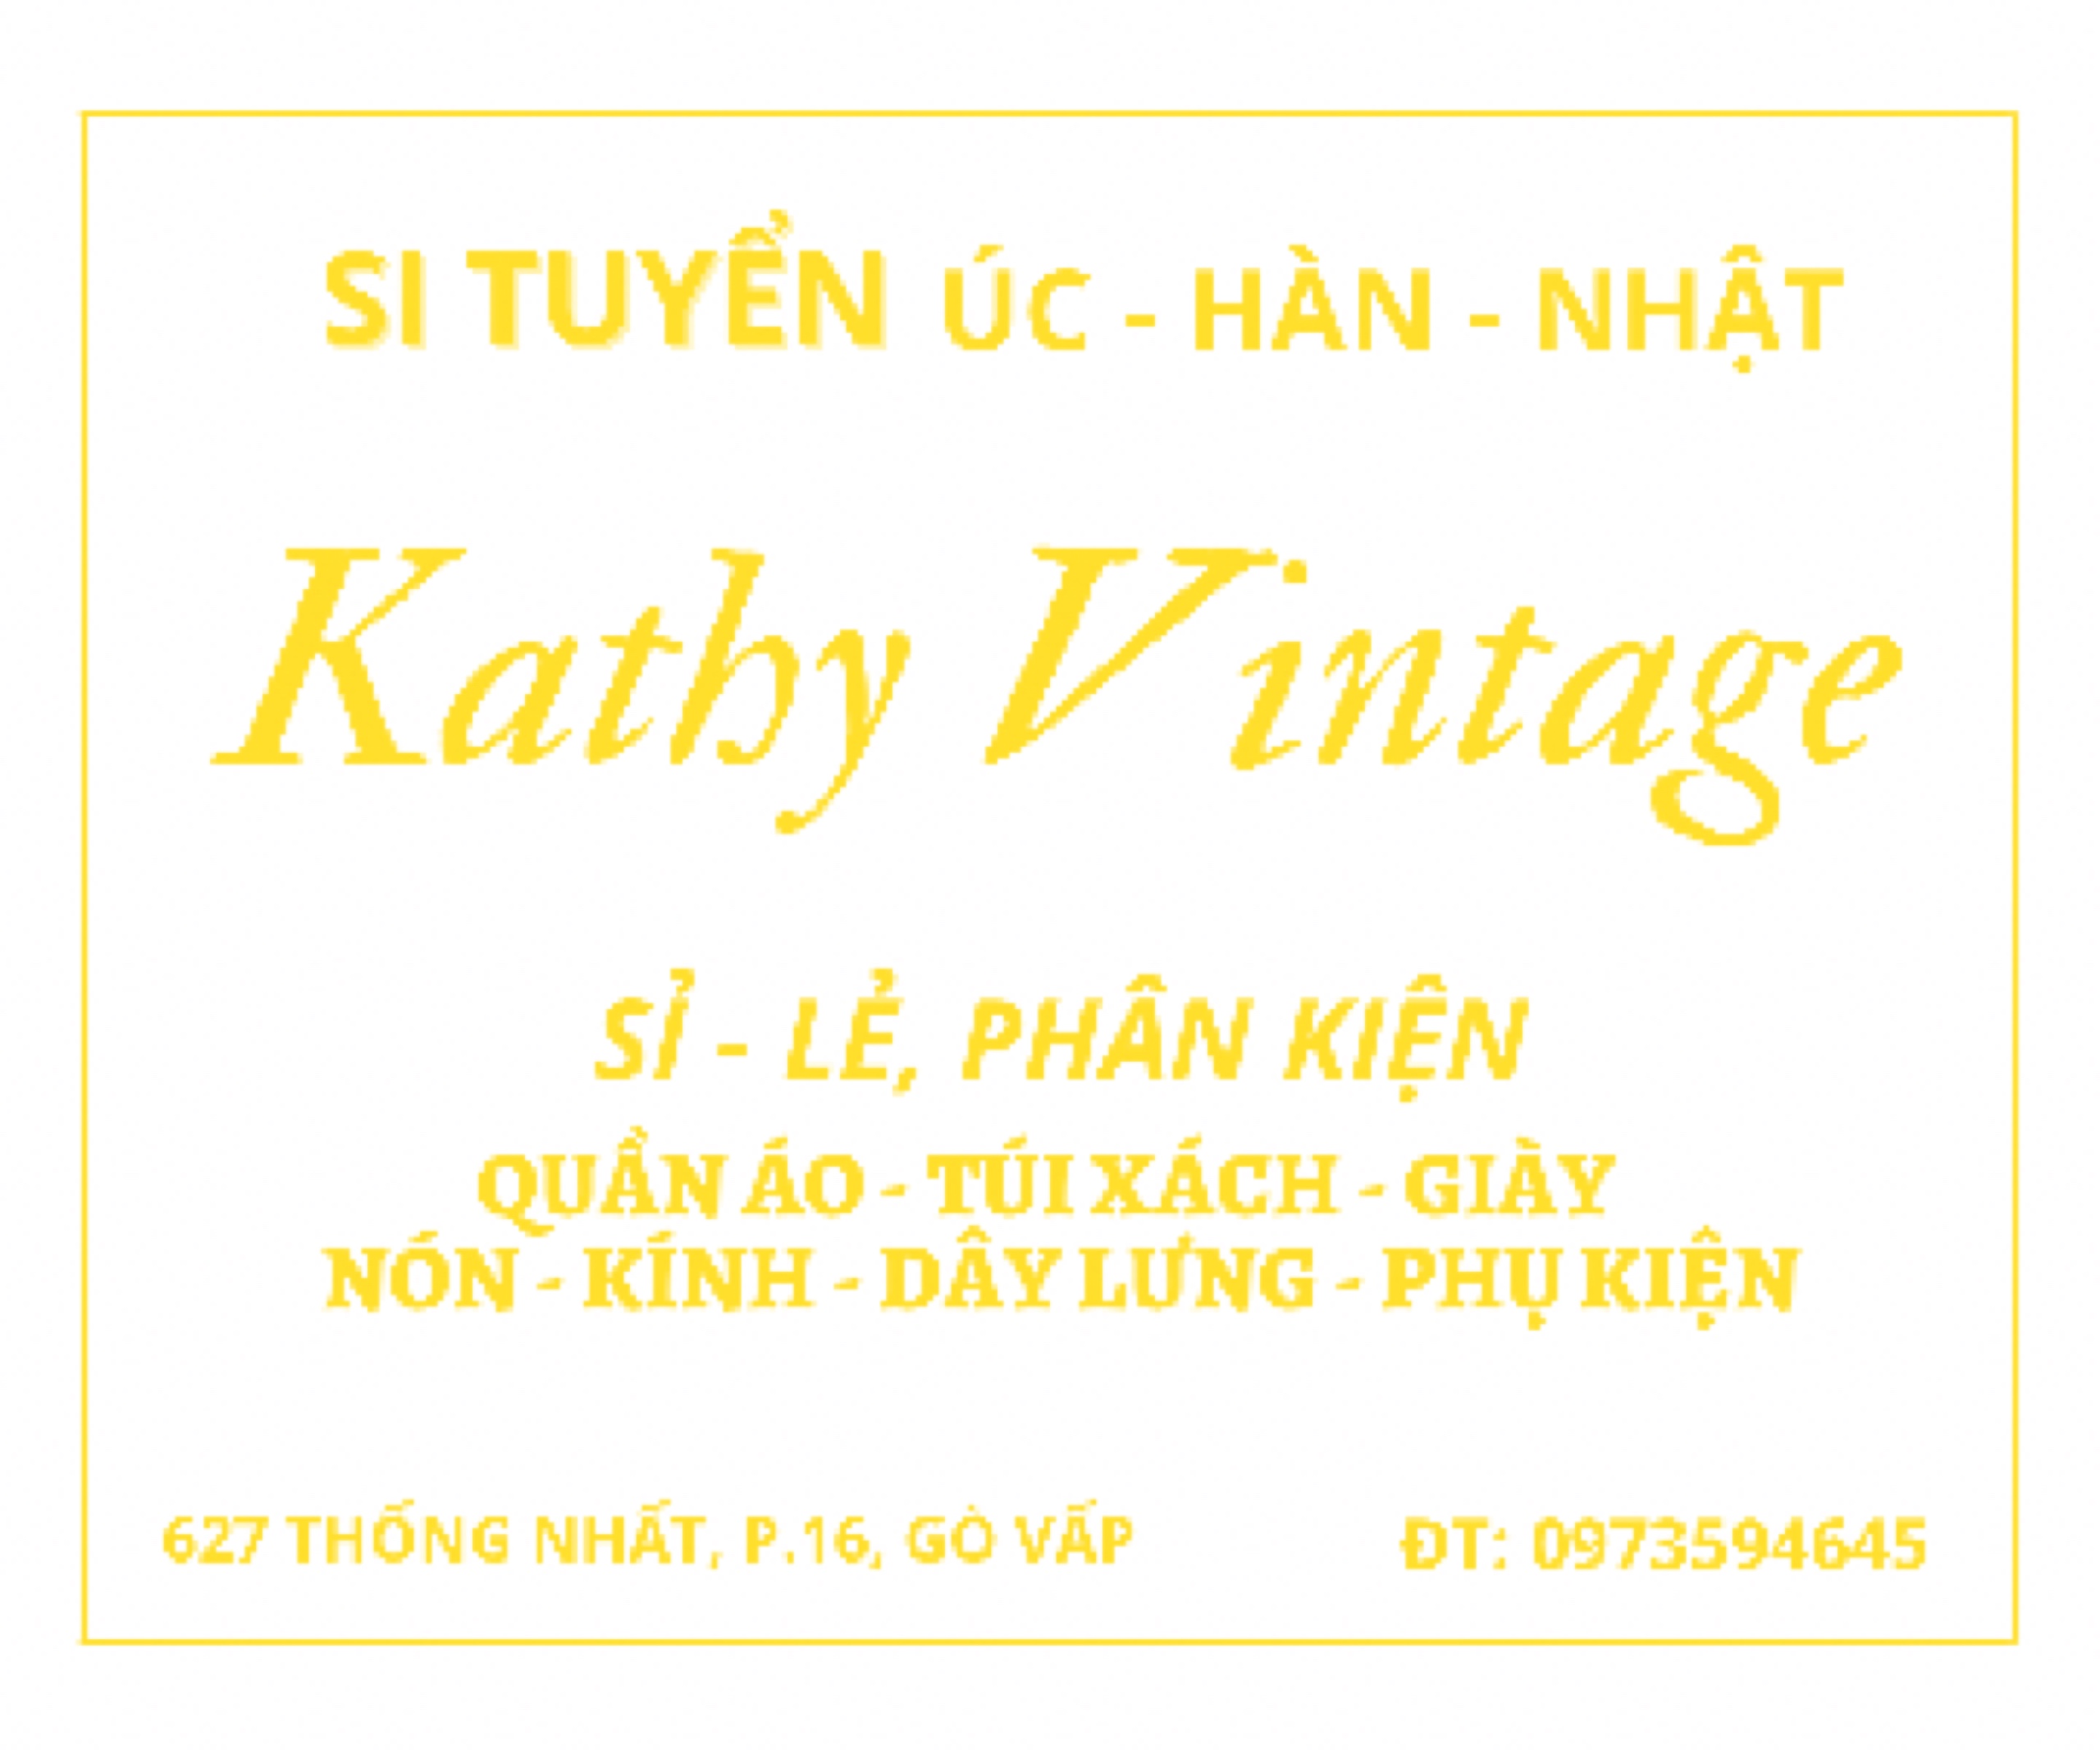 SI TUYỂN ÚC - HÀN - NHẬT
Kathy Vintage
SỈ - LẺ, PHÂN KIỆN
QUẨN ÁO - TÚI XÁCH - GIÀY
NÓN - KÍNH - DÂY LƯNG - PHỤ KIỆN
627 THỐNG NHẤT, P.16, GÒ VẤP
ĐT: 0973594645